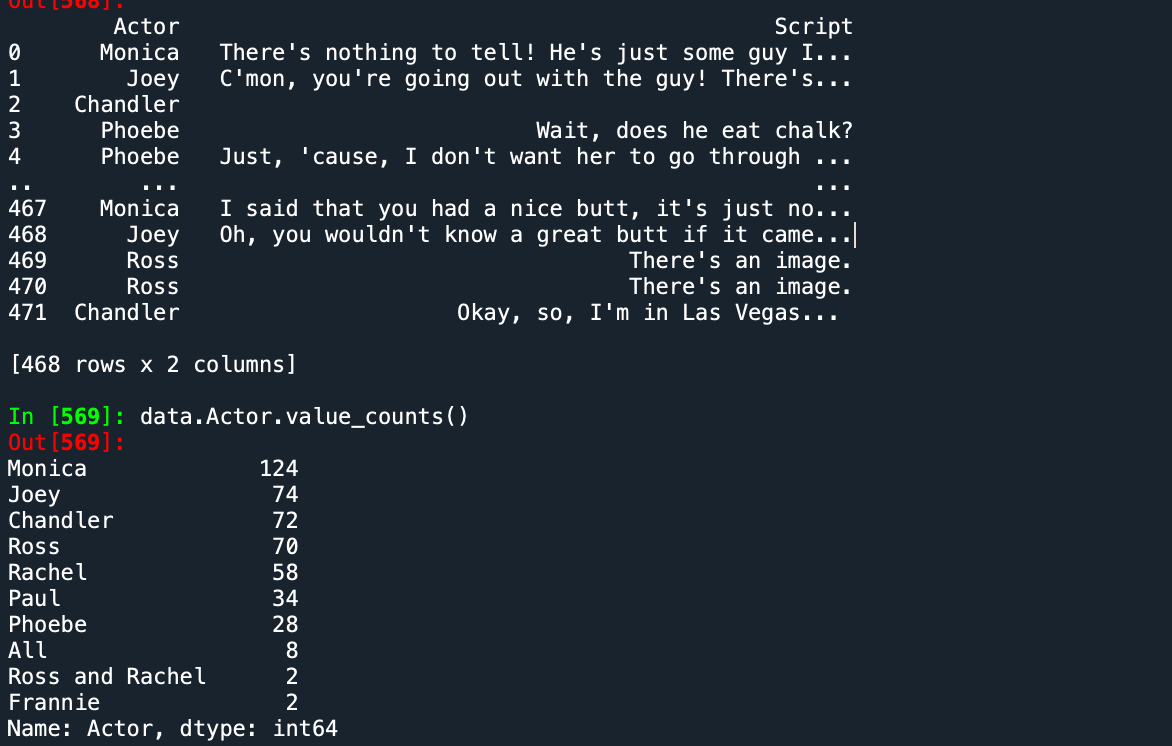 Out[568]:
        Actor                                             Script
0      Monica   There's nothing to tell! He's just some guy I...
1        Joey   C'mon, you're going out with the guy! There's...
2    Chandler
3      Phoebe                           Wait, does he eat chalk?
4      Phoebe   Just, 'cause, I don't want her to go through ...
..        ...                                                ...
467    Monica   I said that you had a nice butt, it's just no...
468      Joey   Oh, you wouldn't know a great butt if it came...
469      Ross                                  There's an image.
470      Ross                                  There's an image.
471  Chandler                     Okay, so, I'm in Las Vegas...
[468 rows x 2 columns]
In [569]: data.Actor.value_counts()
Out[569]:
Monica             124
Joey                74
Chandler            72
Ross                70
Rachel              58
Paul                34
Phoebe              28
All                  8
Ross and Rachel      2
Frannie              2
Name: Actor, dtype: int64